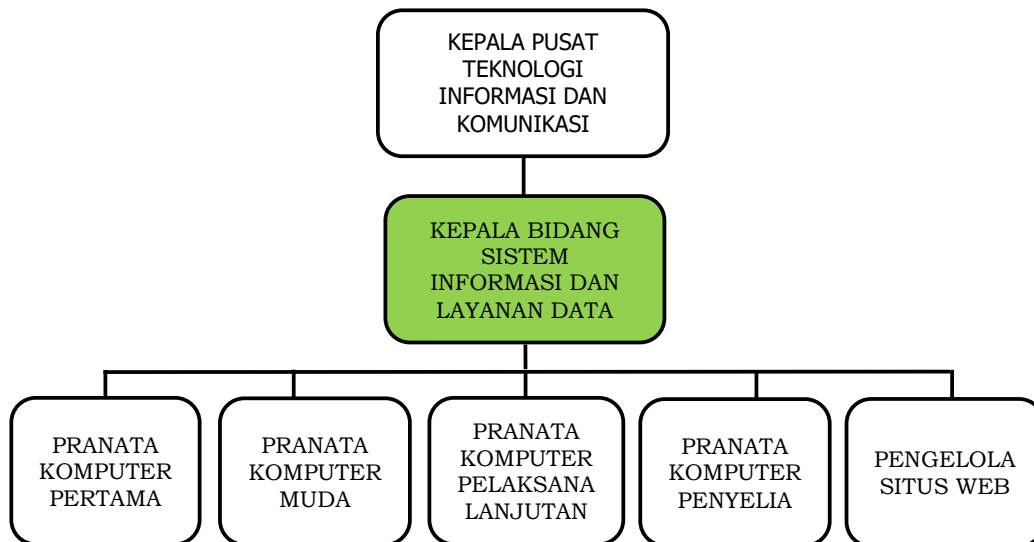 KEPALA PUSAT
TEKNOLOGI
INFORMASI DAN
KOMUNIKASI
KEPALA BIDANG
SISTEM
INFORMASI DAN
LAYANAN DATA
PRANATA
KOMPUTER
PERTAMA
PRANATA
KOMPUTER
MUDA
PRANATA
KOMPUTER
PELAKSANA
LANJUTAN
PRANATA
KOMPUTER
PENYELIA
PENGELOLA
SITUS WEB